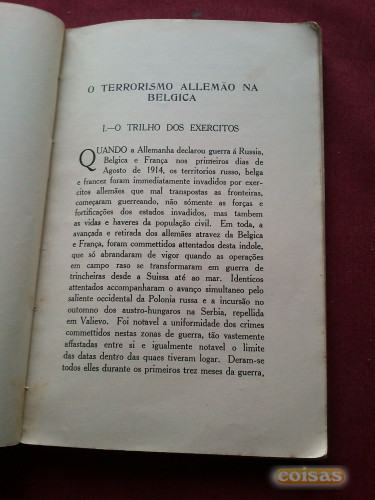 O TERRORISMO ALLEMÃO NA
BELGICA
I.—O TRILHO DOS EXERCITOS
QUANDO a Allemanha declarou guerra á Russia,
Belgica e França nos primeiros dias de
Agosto de 1914, os territorios russo, belga
e francez foram immediatamente invadidos por exer-
citos allemães que mal transpostas as fronteiras,
começaram guerreando, não sómente as forças e
fortificações dos estados invadidos, mas tambem
as vidas e haveres da população civil. Em toda, a
avançada e retirada dos allemães atravez da Belgica
e França, foram commettidos attentados desta indole,
que só abrandaram de vigor quando as operações
em campo raso se transformaram em guerra de
trincheiras desde a Suissa até ao mar. Identicos
attentados acompanharam o avanço simultaneo pelo
saliente occidental da Polonia russa e a incursão no
outomno dos austro-hungaros na Serbia, repellida
em Valievo. Foi notavel a uniformidade dos crimes
commettidos nestas zonas de guerra, tão vastamente
affastadas entre si e igualmente notavel o limite
das datas dentro das quaes tiveram logar. Deram-se
todos elles durante os primeiros trez meses da guerra,
coisas